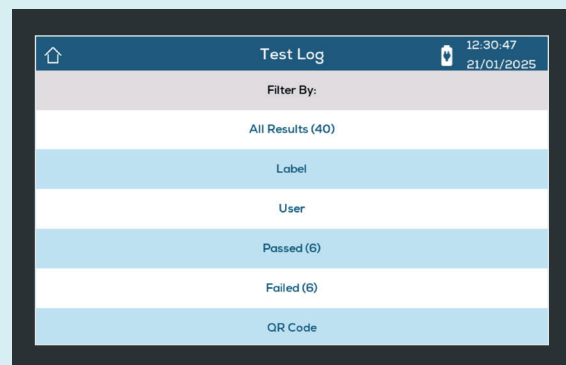 Test Log
12:30:47
21/01/2025
Filter By:
All Results (40)
Label
User
Passed (6)
Failed (6)
QR Code